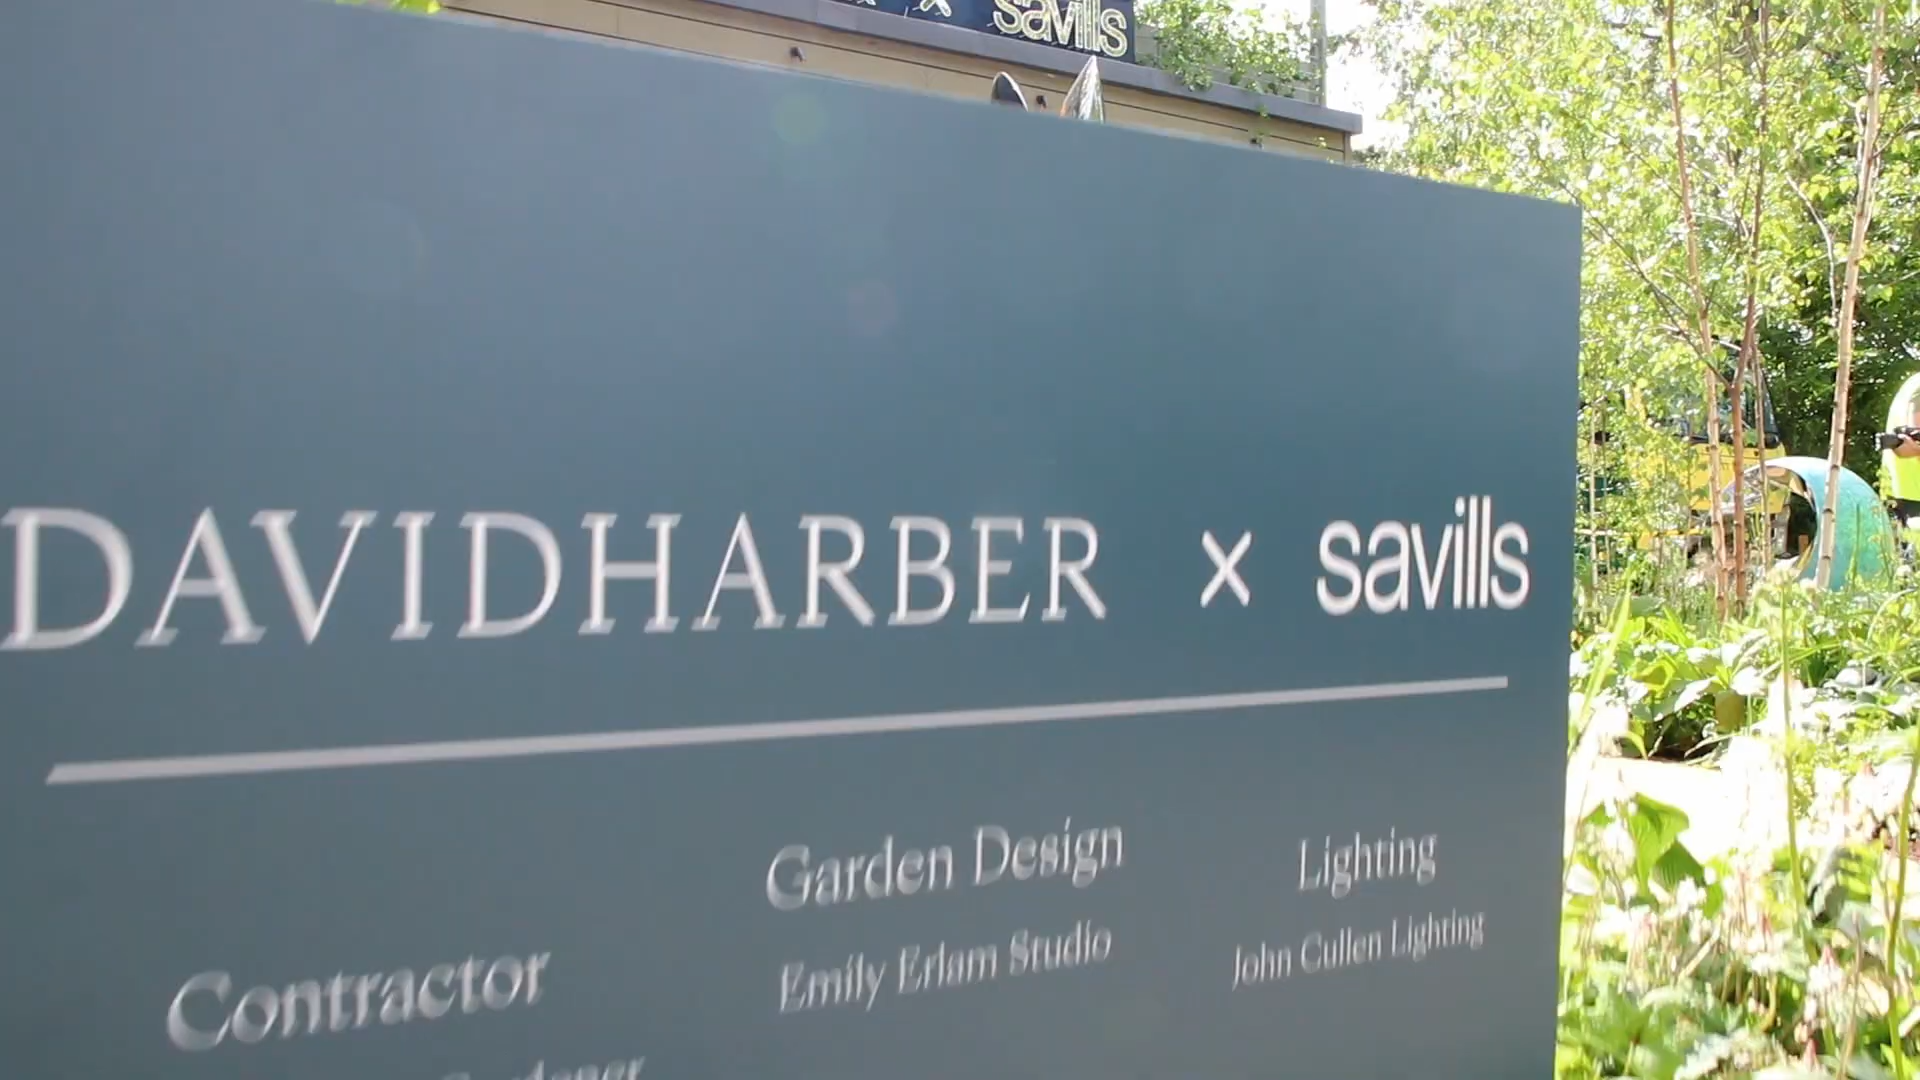 savills
DAVIDHARBER x savills
Garden Design
Lighting
Emily Erlam Studio
John Cullen Lighting
Contractor